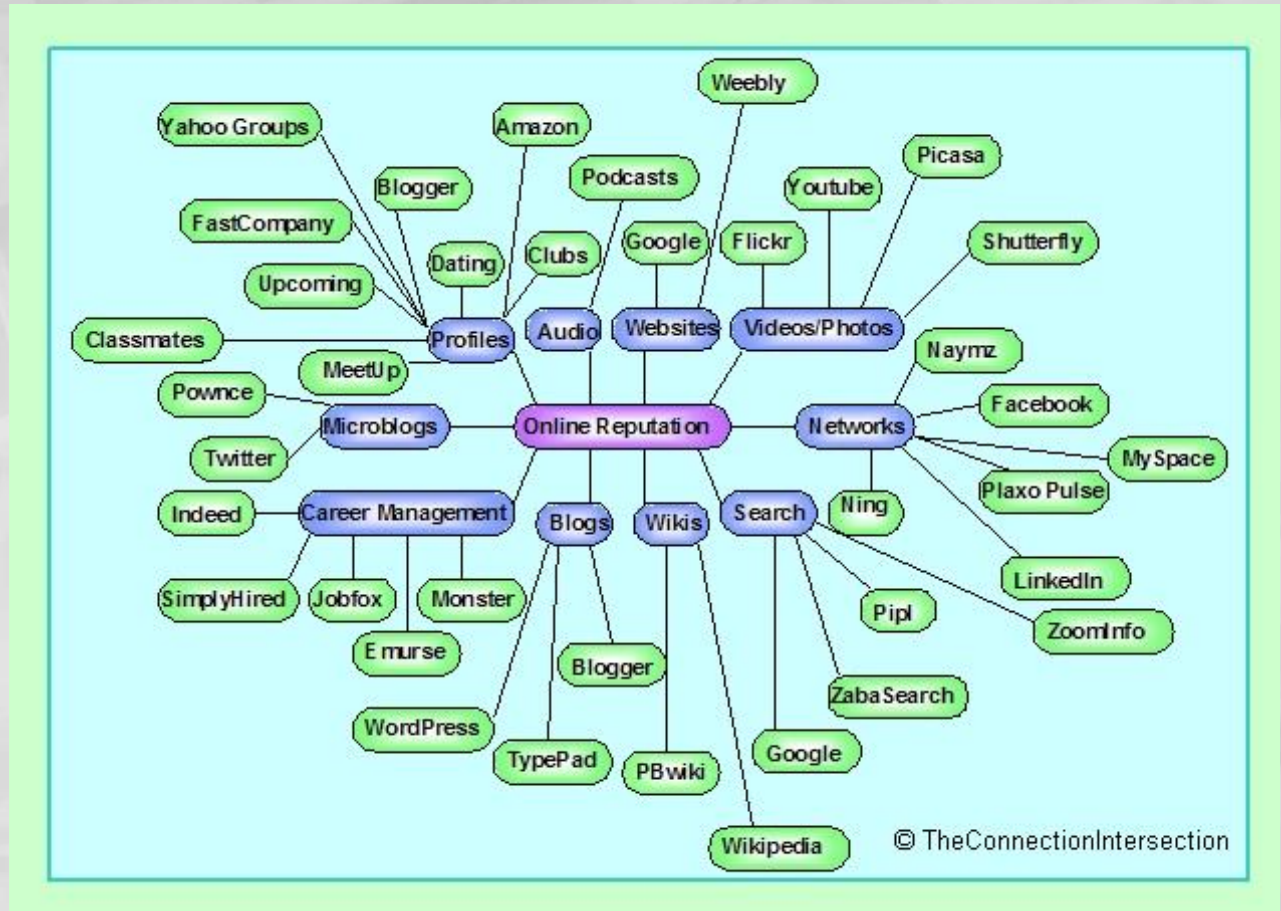 Weebly
Yahoo Groups
Amazon
Picasa
Podcasts
Blogger
Youtube
FastCompany
Google
Flickr
Shutterfly
Dating
Clubs
Upcoming
Profiles
Audio
Websites
Videos/Photos
Classmates
Naymz
MeetUp
Pownce
Facebook
Microblogs
Online Reputation
Networks
Twitter
MySpace
Plaxo Pulse
Indeed
Career Management
Blogs
Wikis
Search
Ning
LinkedIn
SimplyHired
Jobfox
Monster
Pipl
ZoomInfo
Emurse
Blogger
ZabaSearch
WordPress
TypePad
PBwiki
Google
Wikipedia
© TheConnectionIntersection